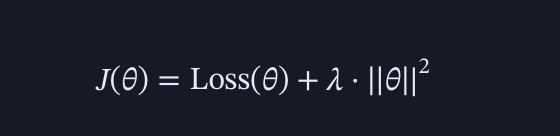 J(θ) = Loss(θ) + λ · ||θ||²